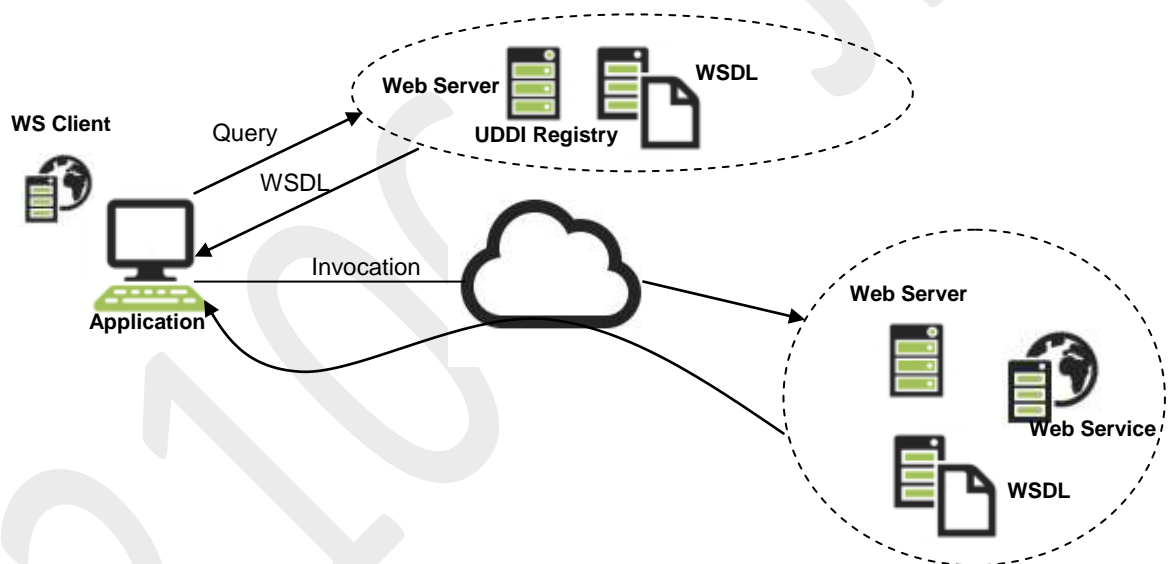 Web Server
WSDL
UDDI Registry
WS Client
Query
WSDL
Invocation
Application
Web Server
Web Service
WSDL